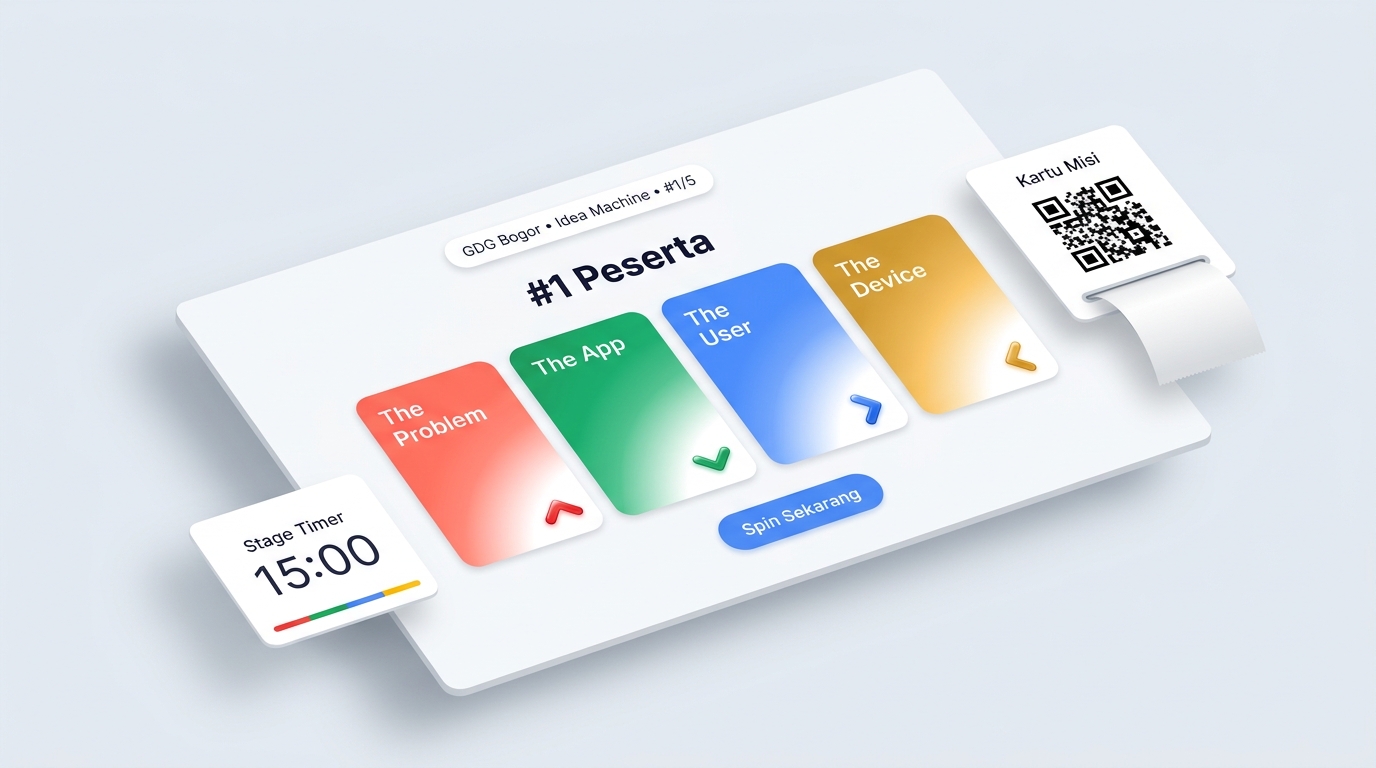 GDG Bogor • Idea Machine • #1/5
#1 Peserta
The
Problem
The App
The
User
The
Device
Spin Sekarang
Stage Timer
15:00
Kartu Misi